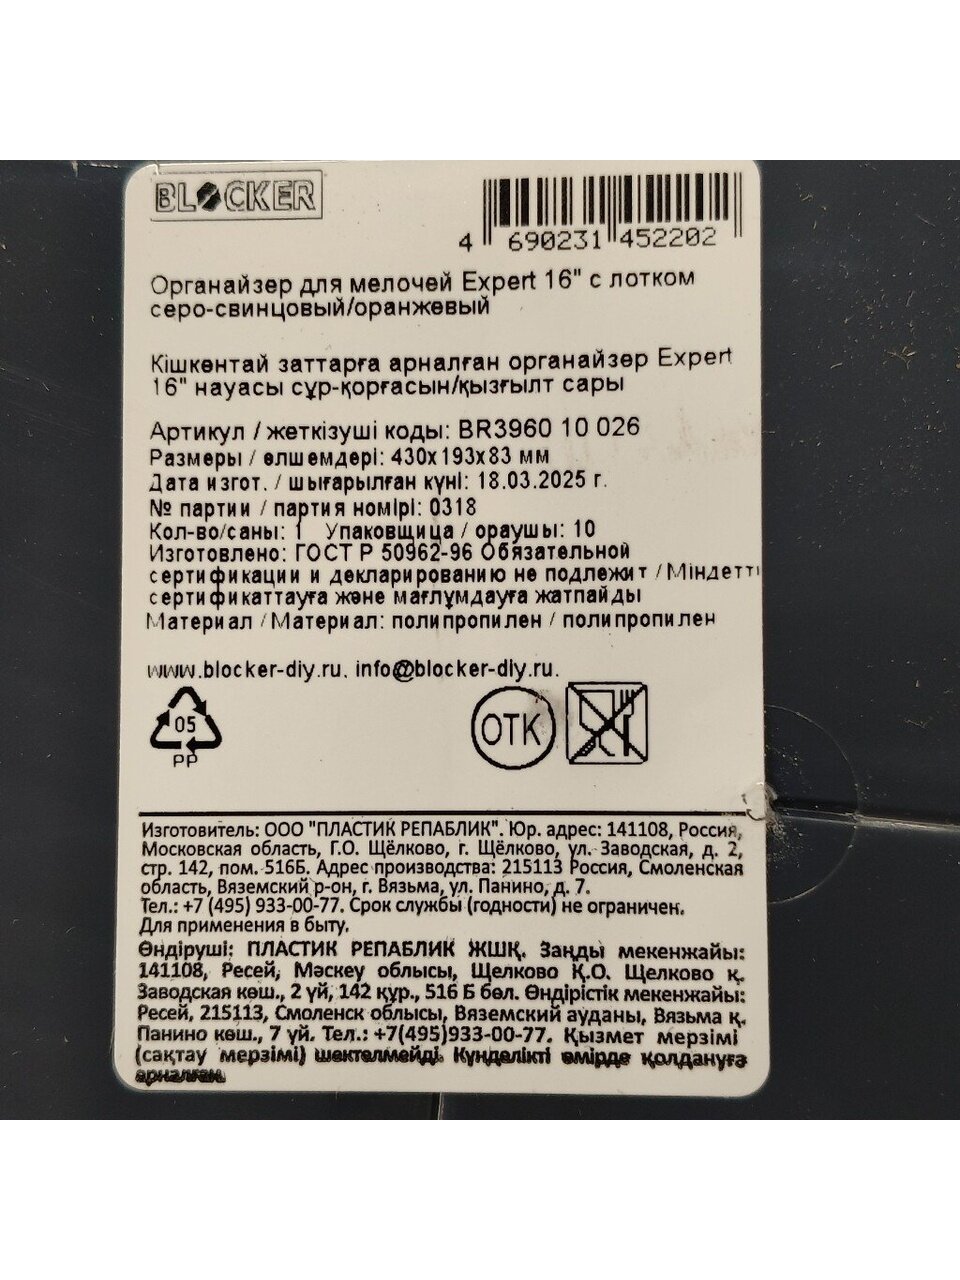 BLOCKER
4 690231 452202
Органайзер для мелочей Expert 16" с лотком
серо-свинцовый/оранжевый
Кішкентай заттарға арналған органайзер Expert
16" науасы сұр-қорғасын/қызғылт сары
Артикул / жеткізуші коды: BR3960 10 026
Размеры / өлшемдері: 430х193х83 мм
Дата изгот. / шығарылған күні: 18.03.2025 г.
№ партии / партия номірі: 0318
Кол-во/саны: 1 Упаковщица / ораушы: 10
Изготовлено: ГОСТ Р 50962-96 Обязательной
сертификации и декларированию не подлежит / Міндетті
сертификаттауға және мағлұмдауға жатпайды
Материал / Материал: полипропилен / полипропилен
www.blocker-diy.ru, info@blocker-diy.ru.
05
PP
ОТК
Изготовитель: ООО "ПЛАСТИК РЕПАБЛИК". Юр. адрес: 141108, Россия,
Московская область, Г.О. Щёлково, г. Щёлково, ул. Заводская, д. 2,
стр. 142, пом. 516Б. Адрес производства: 215113 Россия, Смоленская
область, Вяземский р-он, г. Вязьма, ул. Панино, д. 7.
Тел.: +7 (495) 933-00-77. Срок службы (годности) не ограничен.
Для применения в быту.
Өндіруші: ПЛАСТИК РЕПАБЛИК ЖШҚ. Заңды мекенжайы:
141108, Ресей, Мәскеу облысы, Щелково Қ.О. Щелково қ.
Заводская көш., 2 үй, 142 құр., 516 Б бөл. Өндірістік мекенжайы:
Ресей, 215113, Смоленск облысы, Вяземский ауданы, Вязьма қ.
Панино көш., 7 үй. Тел.: +7(495)933-00-77. Қызмет мерзімі
(сақтау мерзімі) шектелмейді. Күнделікті өмірде қолдануға
арналған.